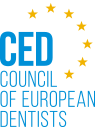 CED
COUNCIL
OF EUROPEAN
DENTISTS